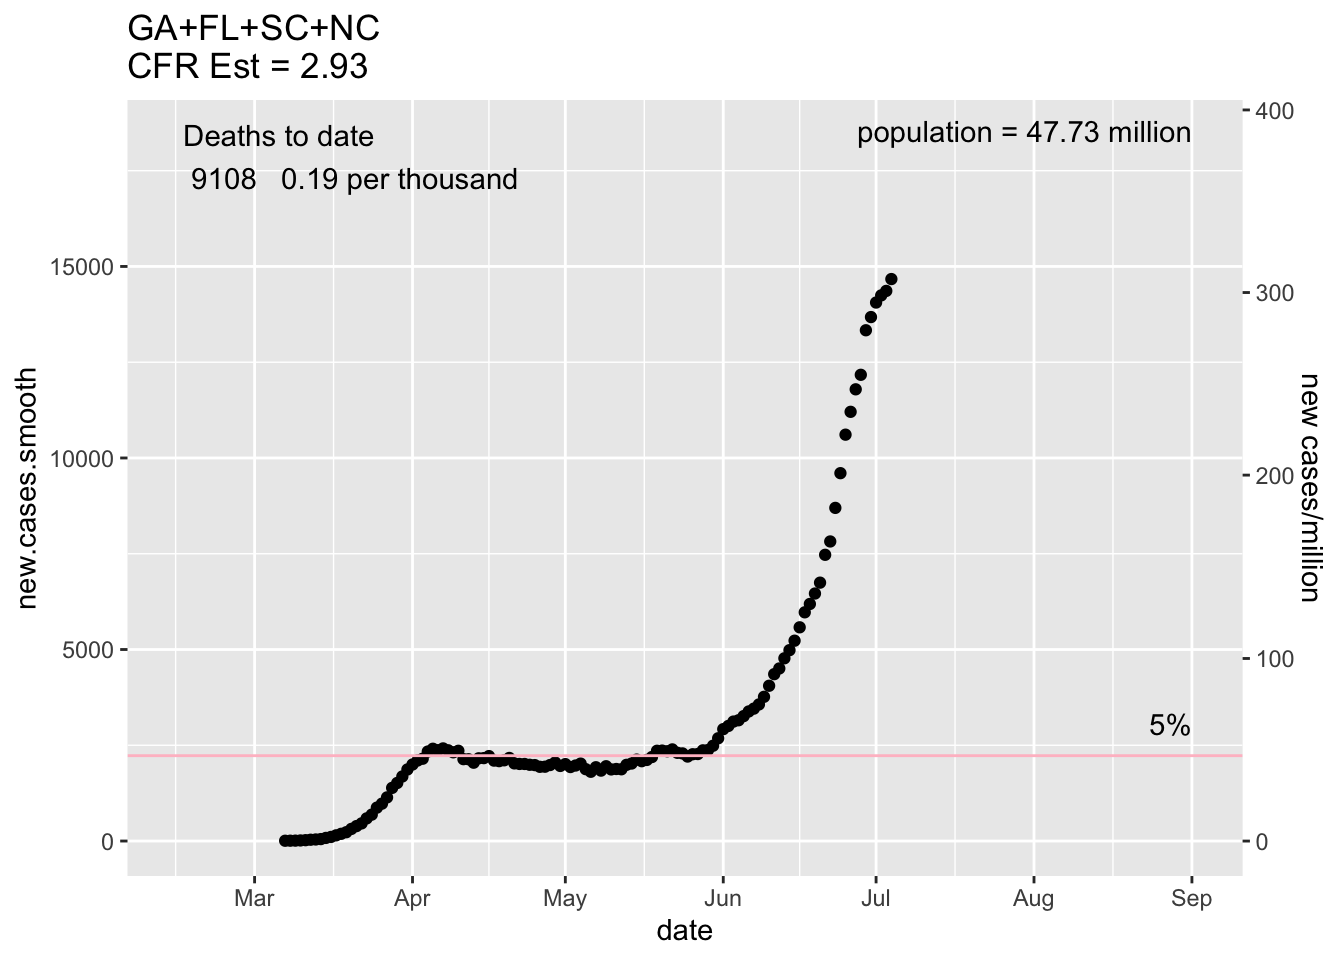 GA+FL+SC+NC
CFR Est = 2.93
Deaths to date
9108 0.19 per thousand
population = 47.73 million
5%
new.cases.smooth
15000
10000
5000
0
400
300
200
100
0
new cases/million
Mar Apr May Jun Jul Aug Sep
date